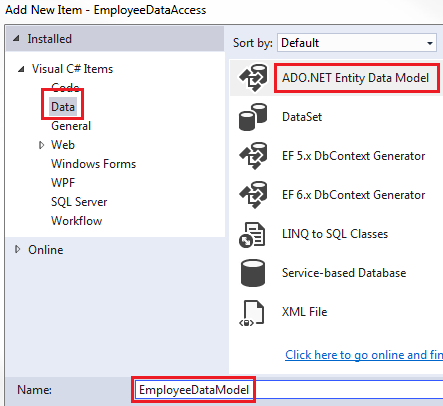 Add New Item - EmployeeDataAccess
Installed
Visual C# Items
Code
Data
General
Web
Windows Forms
WPF
SQL Server
Workflow
Online
Sort by: Default
ADO.NET Entity Data Model
DataSet
EF 5.x DbContext Generator
EF 6.x DbContext Generator
LINQ to SQL Classes
Service-based Database
XML File
Click here to go online and fin
Name: EmployeeDataModel